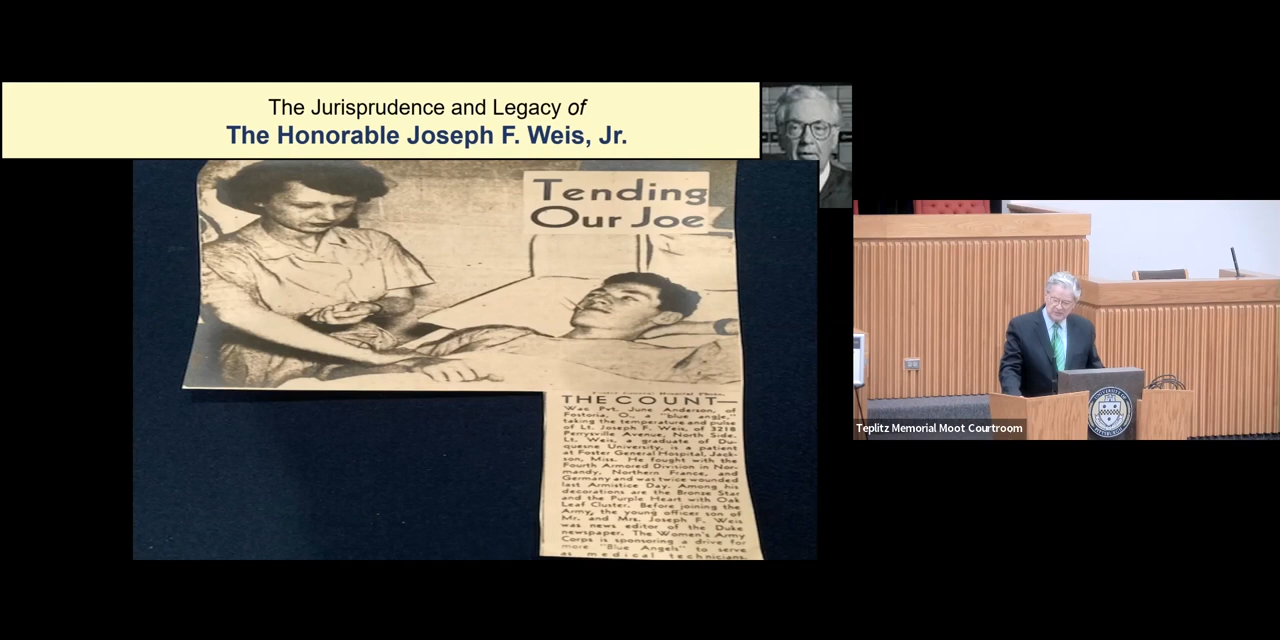 The Jurisprudence and Legacy of
The Honorable Joseph F. Weis, Jr.
Tending
Our Joe
THE COUNT—
Wac Pvt. June Anderson, of
Fostoria, O., a "blue angle,"
taking the temperature and pulse
of Lt. Joseph F. Weis, of 3218
Perrysville Avenue, North Side.
Lt. Weis, a graduate of Du-
quesne University, is a patient
at Foster General Hospital, Jack-
son, Miss. He fought with the
Fourth Armored Division in Nor-
mandy, Northern France, and
Germany and was twice wounded
last Armistice Day. Among his
decorations are the Bronze Star
and the Purple Heart with Oak
Leaf Cluster. Before joining the
Army, the young officer son of
Mr. and Mrs. Joseph F. Weis
was news editor of the Duke
newspaper. The Women's Army
Corps is sponsoring a drive for
more "Blue Angels" to serve
as medical technicians.
Teplitz Memorial Moot Courtroom
UNIVERSITY OF
PITTSBURGH